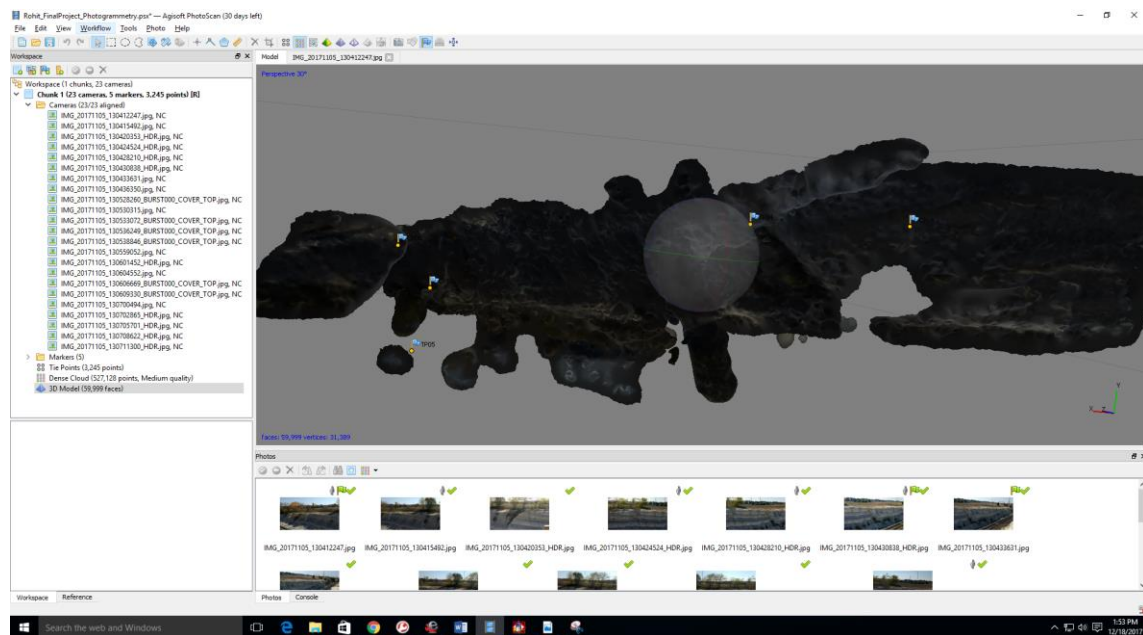 Rohit_FinalProject_Photogrammetry.psx* — Agisoft PhotoScan (30 days left)
File Edit View Workflow Tools Photo Help
Workspace
Model IMG_20171105_130412247.jpg
Perspective 30°
Workspace (1 chunks, 23 cameras)
Chunk 1 (23 cameras, 5 markers, 3,245 points) [R]
Cameras (23/23 aligned)
IMG_20171105_130412247.jpg, NC
IMG_20171105_130415492.jpg, NC
IMG_20171105_130420353_HDR.jpg, NC
IMG_20171105_130424524_HDR.jpg, NC
IMG_20171105_130428210_HDR.jpg, NC
IMG_20171105_130430838_HDR.jpg, NC
IMG_20171105_130433631.jpg, NC
IMG_20171105_130436350.jpg, NC
IMG_20171105_130528260_BURST000_COVER_TOP.jpg, NC
IMG_20171105_130530315.jpg, NC
IMG_20171105_130533072_BURST000_COVER_TOP.jpg, NC
IMG_20171105_130536249_BURST000_COVER_TOP.jpg, NC
IMG_20171105_130538846_BURST000_COVER_TOP.jpg, NC
IMG_20171105_130559052.jpg, NC
IMG_20171105_130601452_HDR.jpg, NC
IMG_20171105_130604552.jpg, NC
IMG_20171105_130606669_BURST000_COVER_TOP.jpg, NC
IMG_20171105_130609330_BURST000_COVER_TOP.jpg, NC
IMG_20171105_130700494.jpg, NC
IMG_20171105_130702865_HDR.jpg, NC
IMG_20171105_130705701_HDR.jpg, NC
IMG_20171105_130708622_HDR.jpg, NC
IMG_20171105_130711300_HDR.jpg, NC
Markers (5)
Tie Points (3,245 points)
Dense Cloud (527,128 points, Medium quality)
3D Model (59,999 faces)
TP05
Y
X Z
Faces: 59,999 vertices: 31,389
Photos
IMG_20171105_130412247.jpg IMG_20171105_130415492.jpg IMG_20171105_130420353_HDR.jpg IMG_20171105_130424524_HDR.jpg IMG_20171105_130428210_HDR.jpg IMG_20171105_130430838_HDR.jpg IMG_20171105_130433631.jpg
Workspace Reference
Photos Console
Search the web and Windows
1:53 PM
12/18/2017